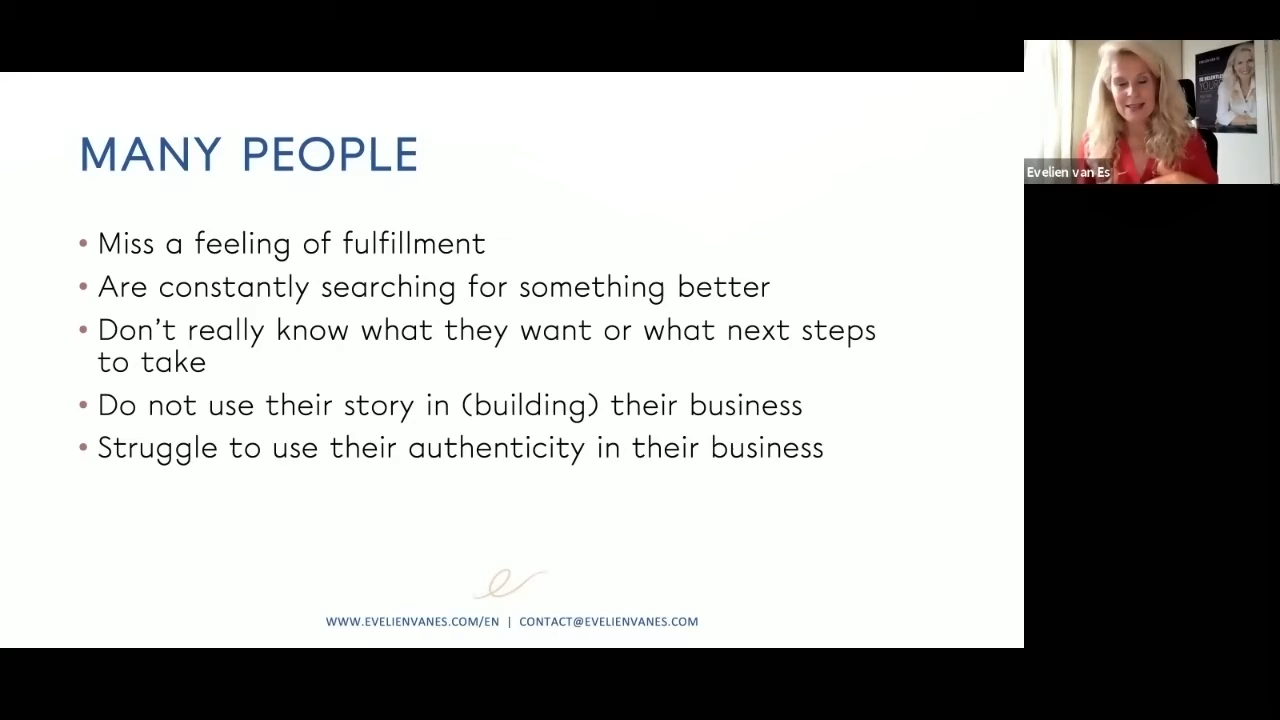 MANY PEOPLE
• Miss a feeling of fulfillment
• Are constantly searching for something better
• Don't really know what they want or what next steps
to take
• Do not use their story in (building) their business
• Struggle to use their authenticity in their business
WWW.EVELIENVANES.COM/EN | CONTACT@EVELIENVANES.COM
Evelien van Es